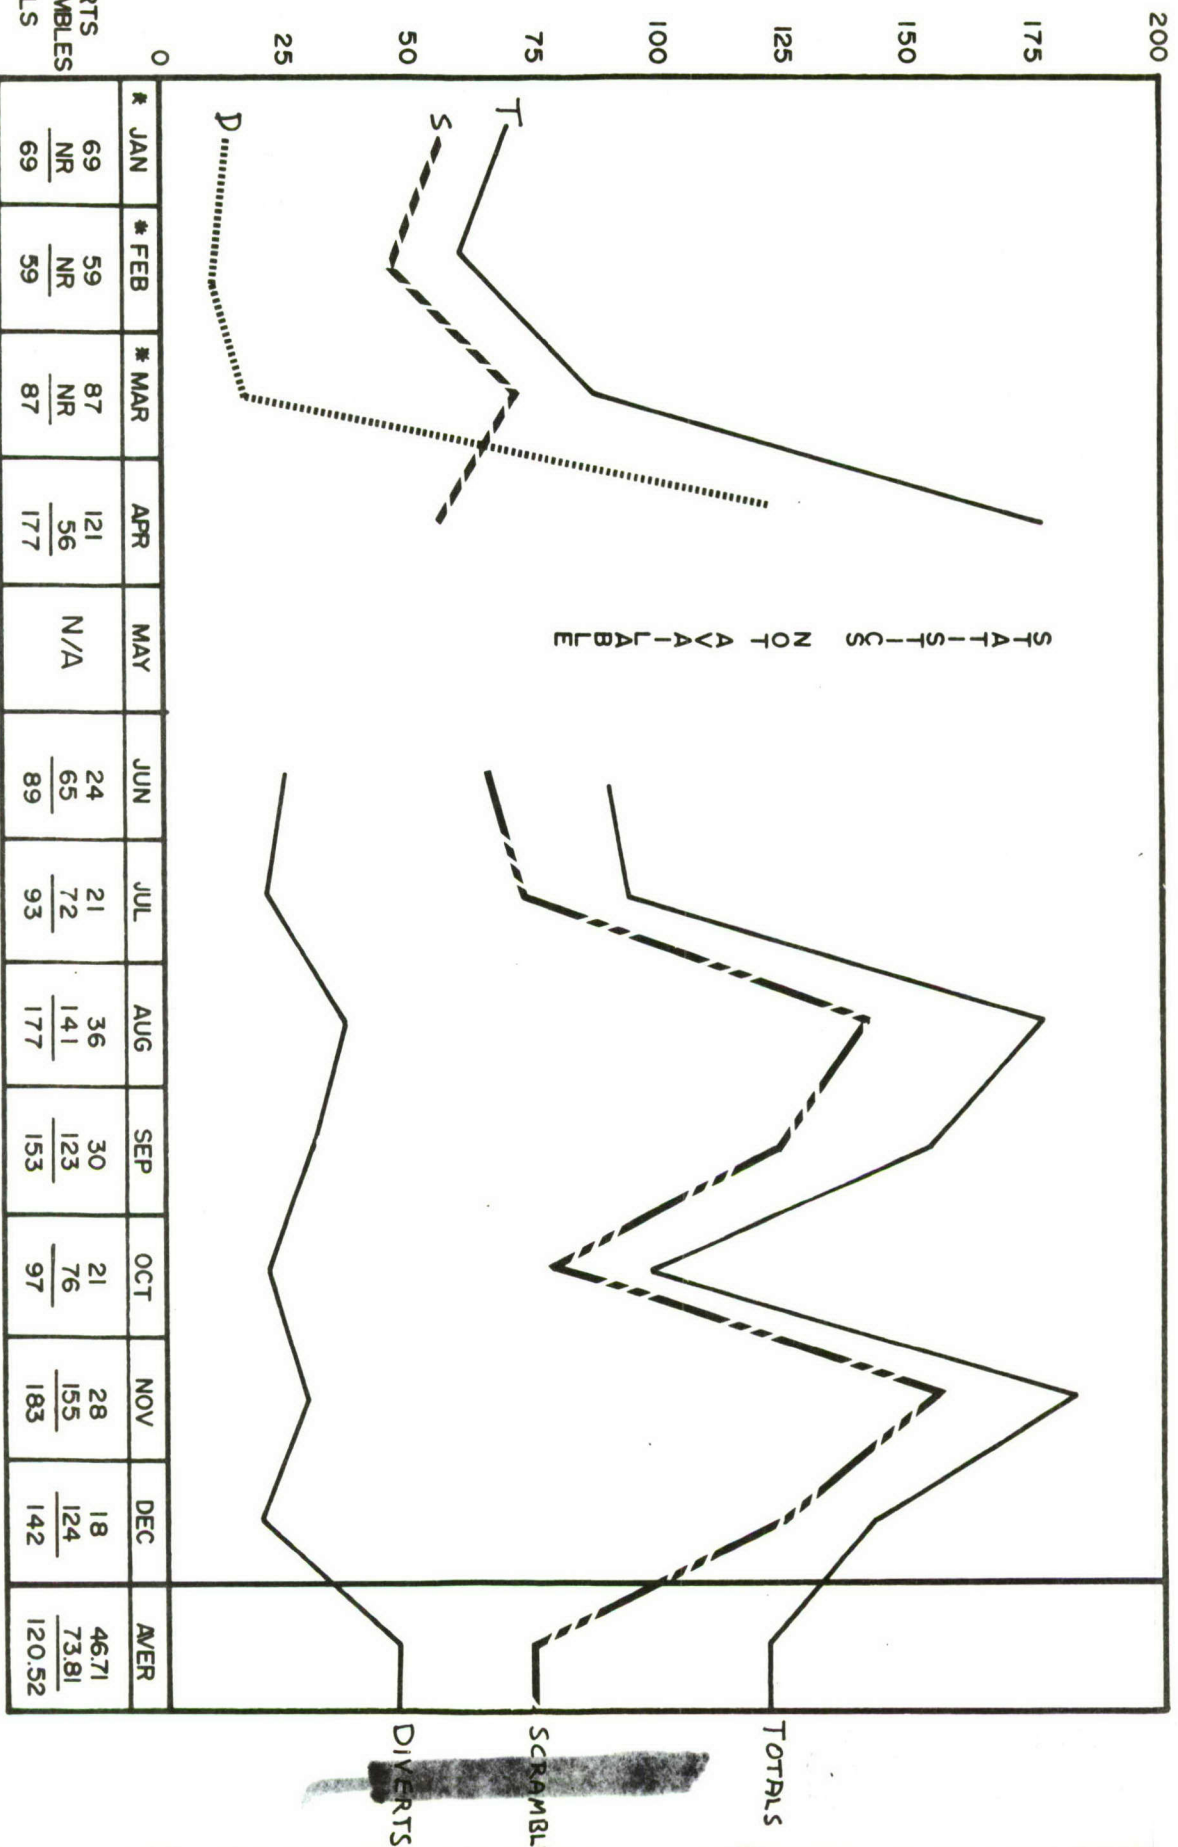 200
175
150
125
100
75
50
25
0
T
S
D
STATISTICS NOT AVAILABLE
TOTALS
SCRAMBL
DIVERTS
* JAN * FEB * MAR APR MAY JUN JUL AUG SEP OCT NOV DEC AVER
RTS 69 59 87 121 N/A 24 21 36 30 21 28 18 46.71
MBLES NR NR NR 56 65 72 141 123 76 155 124 73.81
LS 69 59 87 177 89 93 177 153 97 183 142 120.52